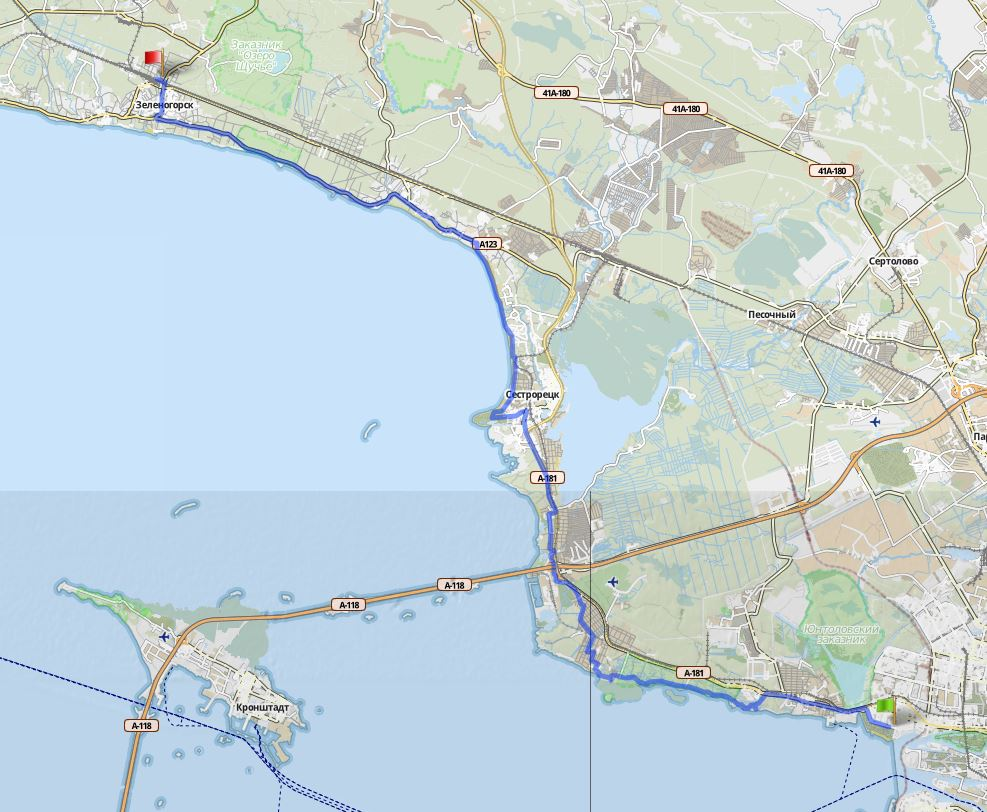 Заказник
"Озеро
Щучье"
41А-180
41А-180
Зеленогорск
41А-180
А123
Сертолово
Песочный
Сестрорецк
А-181
А-118
А-118
А-118
Юнтоловский
заказник
А-181
Кронштадт
А-118